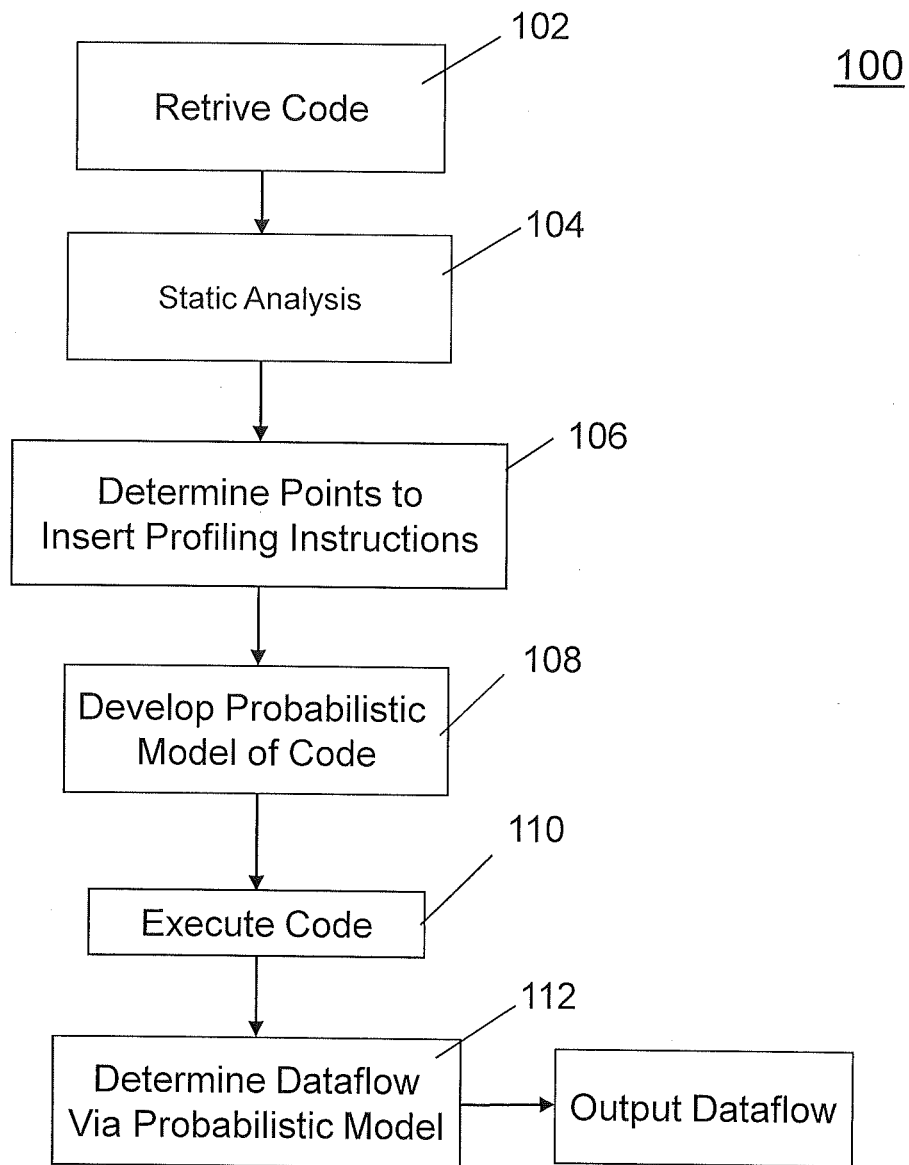 102
100
Retrive Code
104
Static Analysis
106
Determine Points to
Insert Profiling Instructions
108
Develop Probabilistic
Model of Code
110
Execute Code
112
Determine Dataflow
Via Probabilistic Model
Output Dataflow